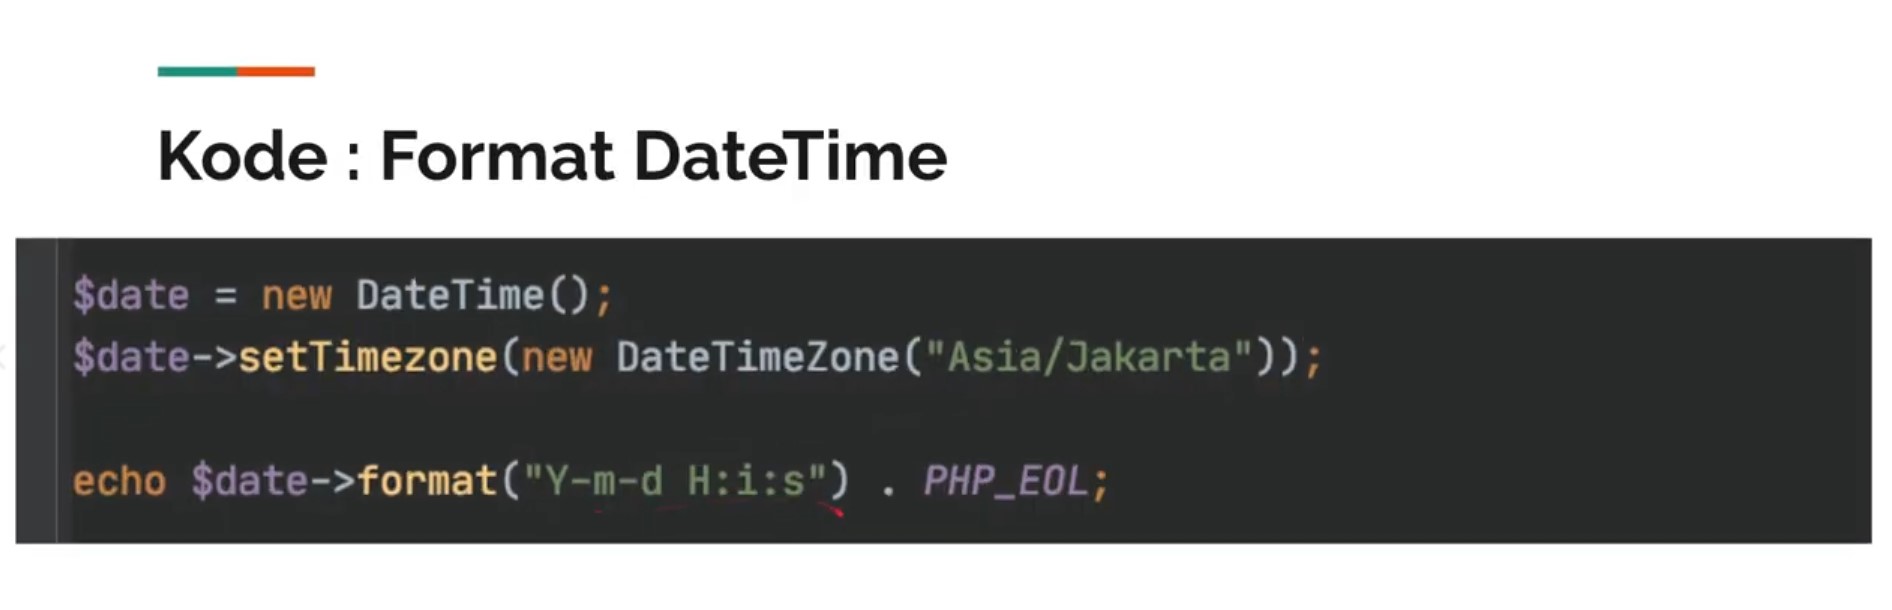 Kode : Format DateTime
$date = new DateTime();
$date->setTimezone(new DateTimeZone("Asia/Jakarta"));
echo $date->format("Y-m-d H:i:s") . PHP_EOL;